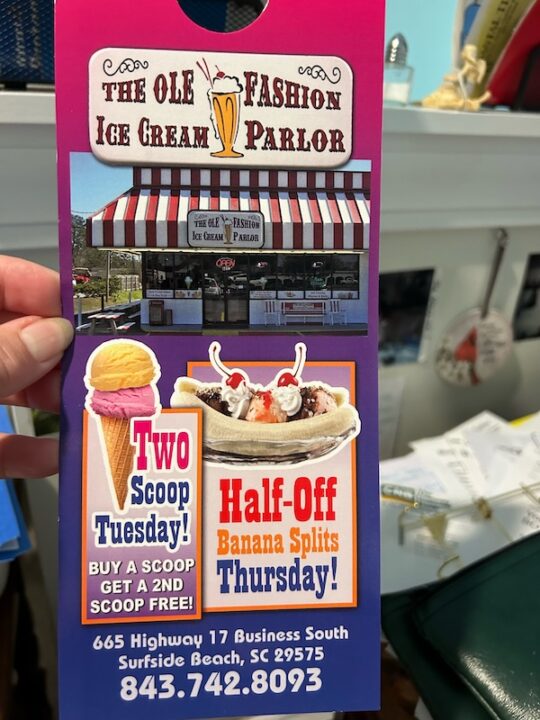 THE OLE FASHION
ICE CREAM PARLOR
THE OLE FASHION
ICE CREAM PARLOR
OPEN
Two
Scoop
Tuesday!
BUY A SCOOP
GET A 2ND
SCOOP FREE!
Half-Off
Banana Splits
Thursday!
665 Highway 17 Business South
Surfside Beach, SC 29575
843.742.8093